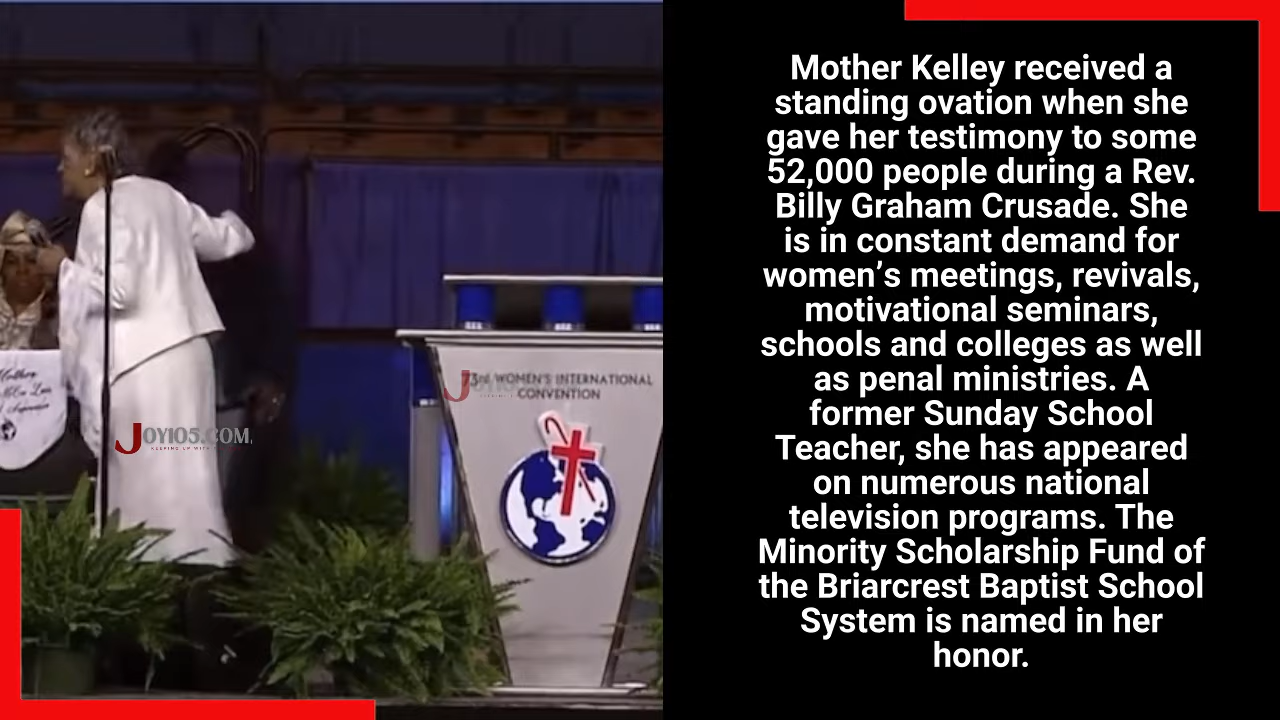 Mother Kelley received a
standing ovation when she
gave her testimony to some
52,000 people during a Rev.
Billy Graham Crusade. She
is in constant demand for
women’s meetings, revivals,
motivational seminars,
schools and colleges as well
as penal ministries. A
former Sunday School
Teacher, she has appeared
on numerous national
television programs. The
Minority Scholarship Fund of
the Briarcrest Baptist School
System is named in her
honor.
73rd WOMEN'S INTERNATIONAL
CONVENTION
JOY105.COM
Mother